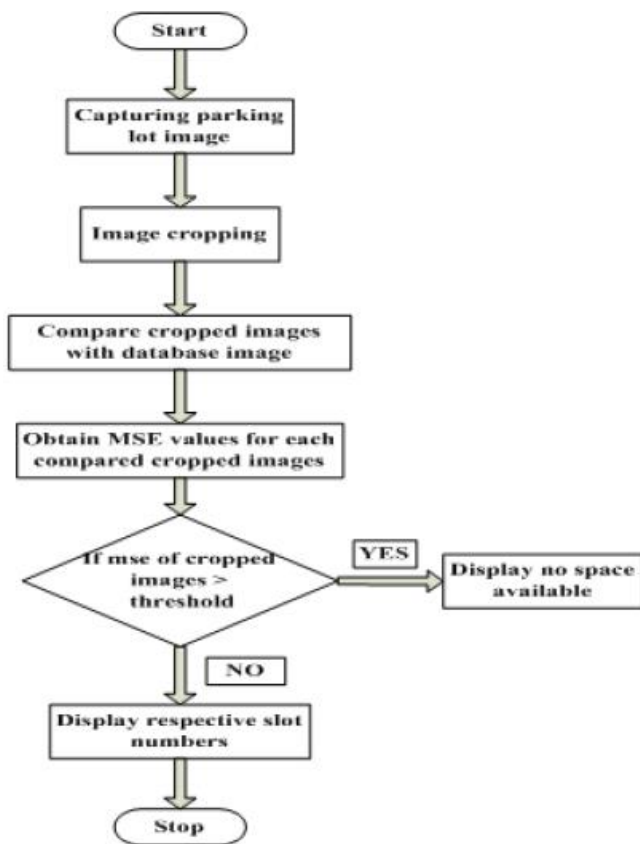 Start
Capturing parking
lot image
Image cropping
Compare cropped images
with database image
Obtain MSE values for each
compared cropped images
If mse of cropped
images >
threshold
YES
Display no space
available
NO
Display respective slot
numbers
Stop